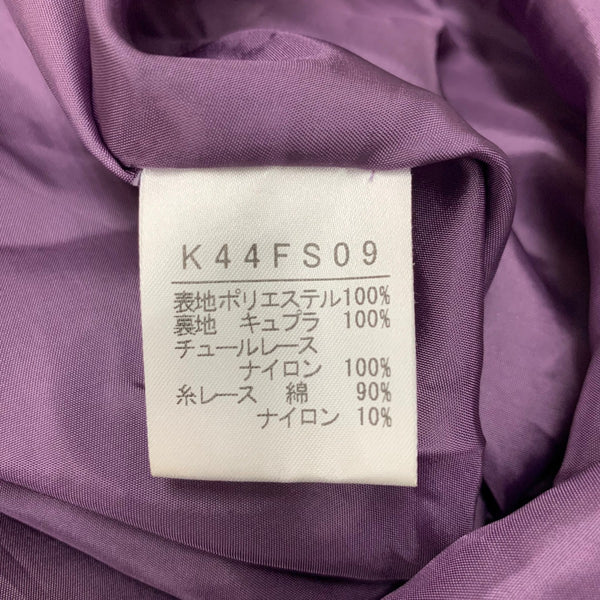 K44FS09
表地ポリエステル100%
裏地 キュプラ 100%
チュールレース
ナイロン 100%
糸レース 綿 90%
ナイロン 10%